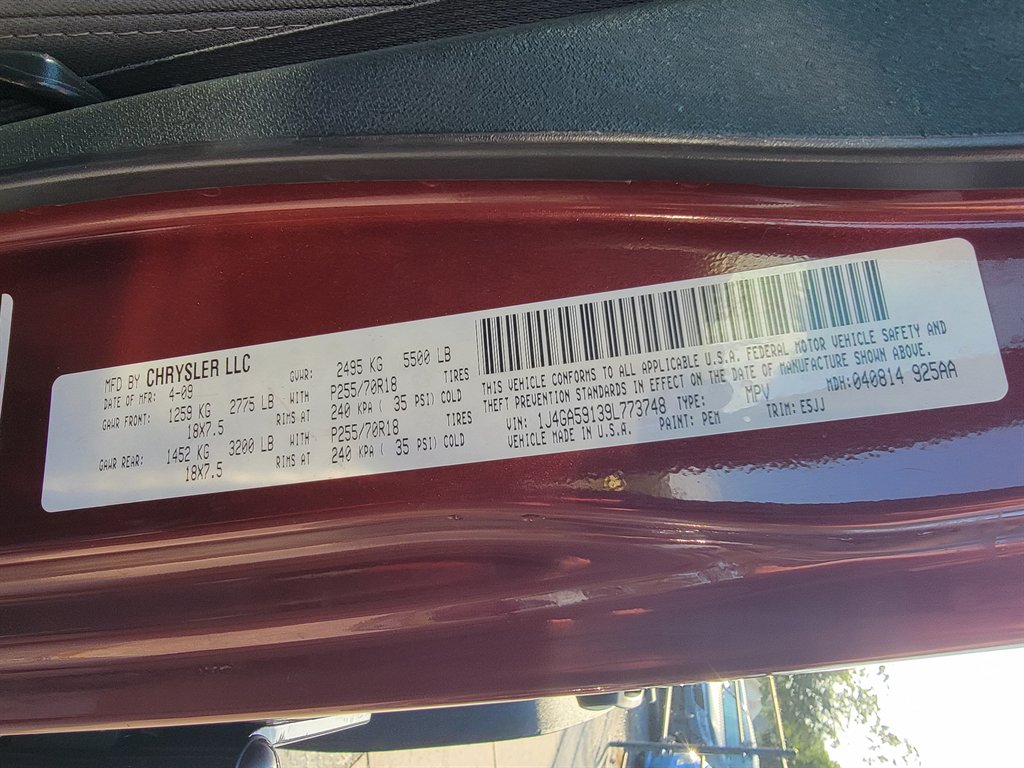 MFD BY CHRYSLER LLC
DATE OF MFR: 4-09 GVWR: 2495 KG 5500 LB
GAWR FRONT: 1259 KG 2775 LB WITH P255/70R18 TIRES
18X7.5 RIMS AT 240 KPA ( 35 PSI) COLD
GAWR REAR: 1452 KG 3200 LB WITH P255/70R18 TIRES
18X7.5 RIMS AT 240 KPA ( 35 PSI) COLD
THIS VEHICLE CONFORMS TO ALL APPLICABLE U.S.A. FEDERAL MOTOR VEHICLE SAFETY AND
THEFT PREVENTION STANDARDS IN EFFECT ON THE DATE OF MANUFACTURE SHOWN ABOVE.
VIN: 1J4GA59139L773748 TYPE: MPV MDH:040814 925AA
VEHICLE MADE IN U.S.A. PAINT: PEM TRIM: ESJJ